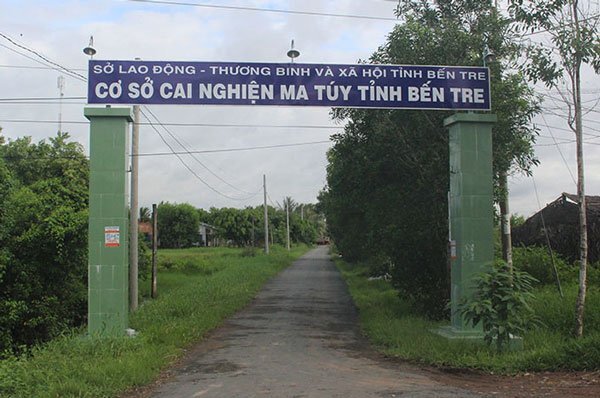 SỞ LAO ĐỘNG - THƯƠNG BINH VÀ XÃ HỘI TỈNH BẾN TRE
CƠ SỞ CAI NGHIỆN MA TÚY TỈNH BẾN TRE